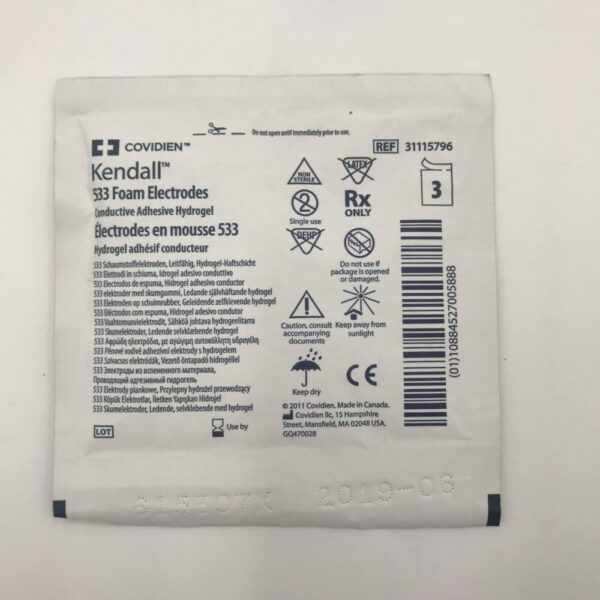 Do not open until immediately prior to use.
COVIDIEN™
REF 31115796
Kendall™
533 Foam Electrodes
Conductive Adhesive Hydrogel
Électrodes en mousse 533
Hydrogel adhésif conducteur
533 Schaumstoffelektroden, Leitfähig, Hydrogel-Haftschicht
533 Elettrodi in schiuma, Idrogel adesivo conduttivo
533 Electrodos de espuma, Hidrogel adhesivo conductor
533 elektroder med skumgummi, Ledande självhäftande hydrogel
533 Elektroden op schuimrubber, Geleidende zelfklevende hydrogel
533 Eléctrodos com espuma, Hidrogel adesivo condutor
533 Vaahtomuovielektrodit, Sähköä johtava hydrogeeliitarra
533 Skumelektroder, Ledende selvklæbende hydrogel
533 Αφρώδη ηλεκτρόδια, με αγώγιμη αυτοκόλλητη υδρογέλη
533 Pěnové vodivé adhezivní elektrody s hydrogelem
533 Szivacsos elektródák, Vezető öntapadó hidrogéllel
533 Электроды из вспененного материала,
Проводящий адгезивный гидрогель
533 Elektrody piankowe, Przylepny hydrożel przewodzący
533 Köpük Elektrotlar, İletken Yapışkan Hidrojel
533 Skumelektroder, Ledende, selvklebende med hydrogel
LOT
Use by
NON
STERILE
LATEX
2
Single use
Rx
ONLY
DEHP
Do not use if
package is opened
or damaged.
Caution, consult
accompanying
documents
Keep away from
sunlight
Keep dry
CE
3
(01)10884527005888
© 2011 Covidien. Made in Canada.
Covidien llc, 15 Hampshire
Street, Mansfield, MA 02048 USA.
GQ470028
815307X 2019-06